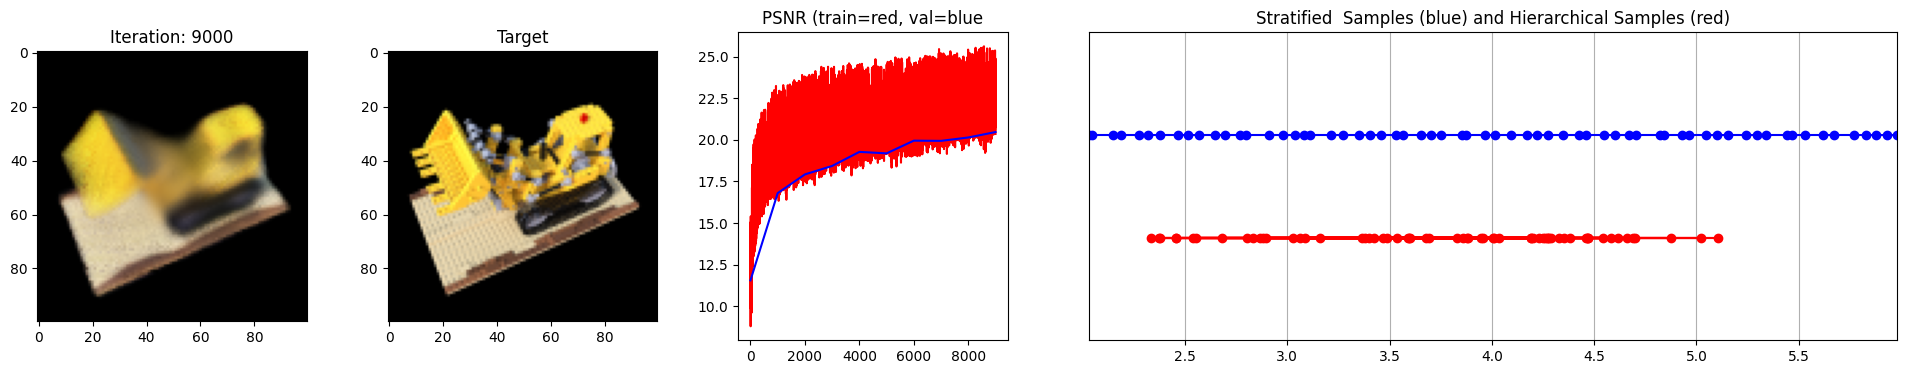 Iteration: 9000
0
20
40
60
80
0 20 40 60 80
Target
0
20
40
60
80
0 20 40 60 80
PSNR (train=red, val=blue
25.0
22.5
20.0
17.5
15.0
12.5
10.0
0 2000 4000 6000 8000
Stratified  Samples (blue) and Hierarchical Samples (red)
2.5 3.0 3.5 4.0 4.5 5.0 5.5